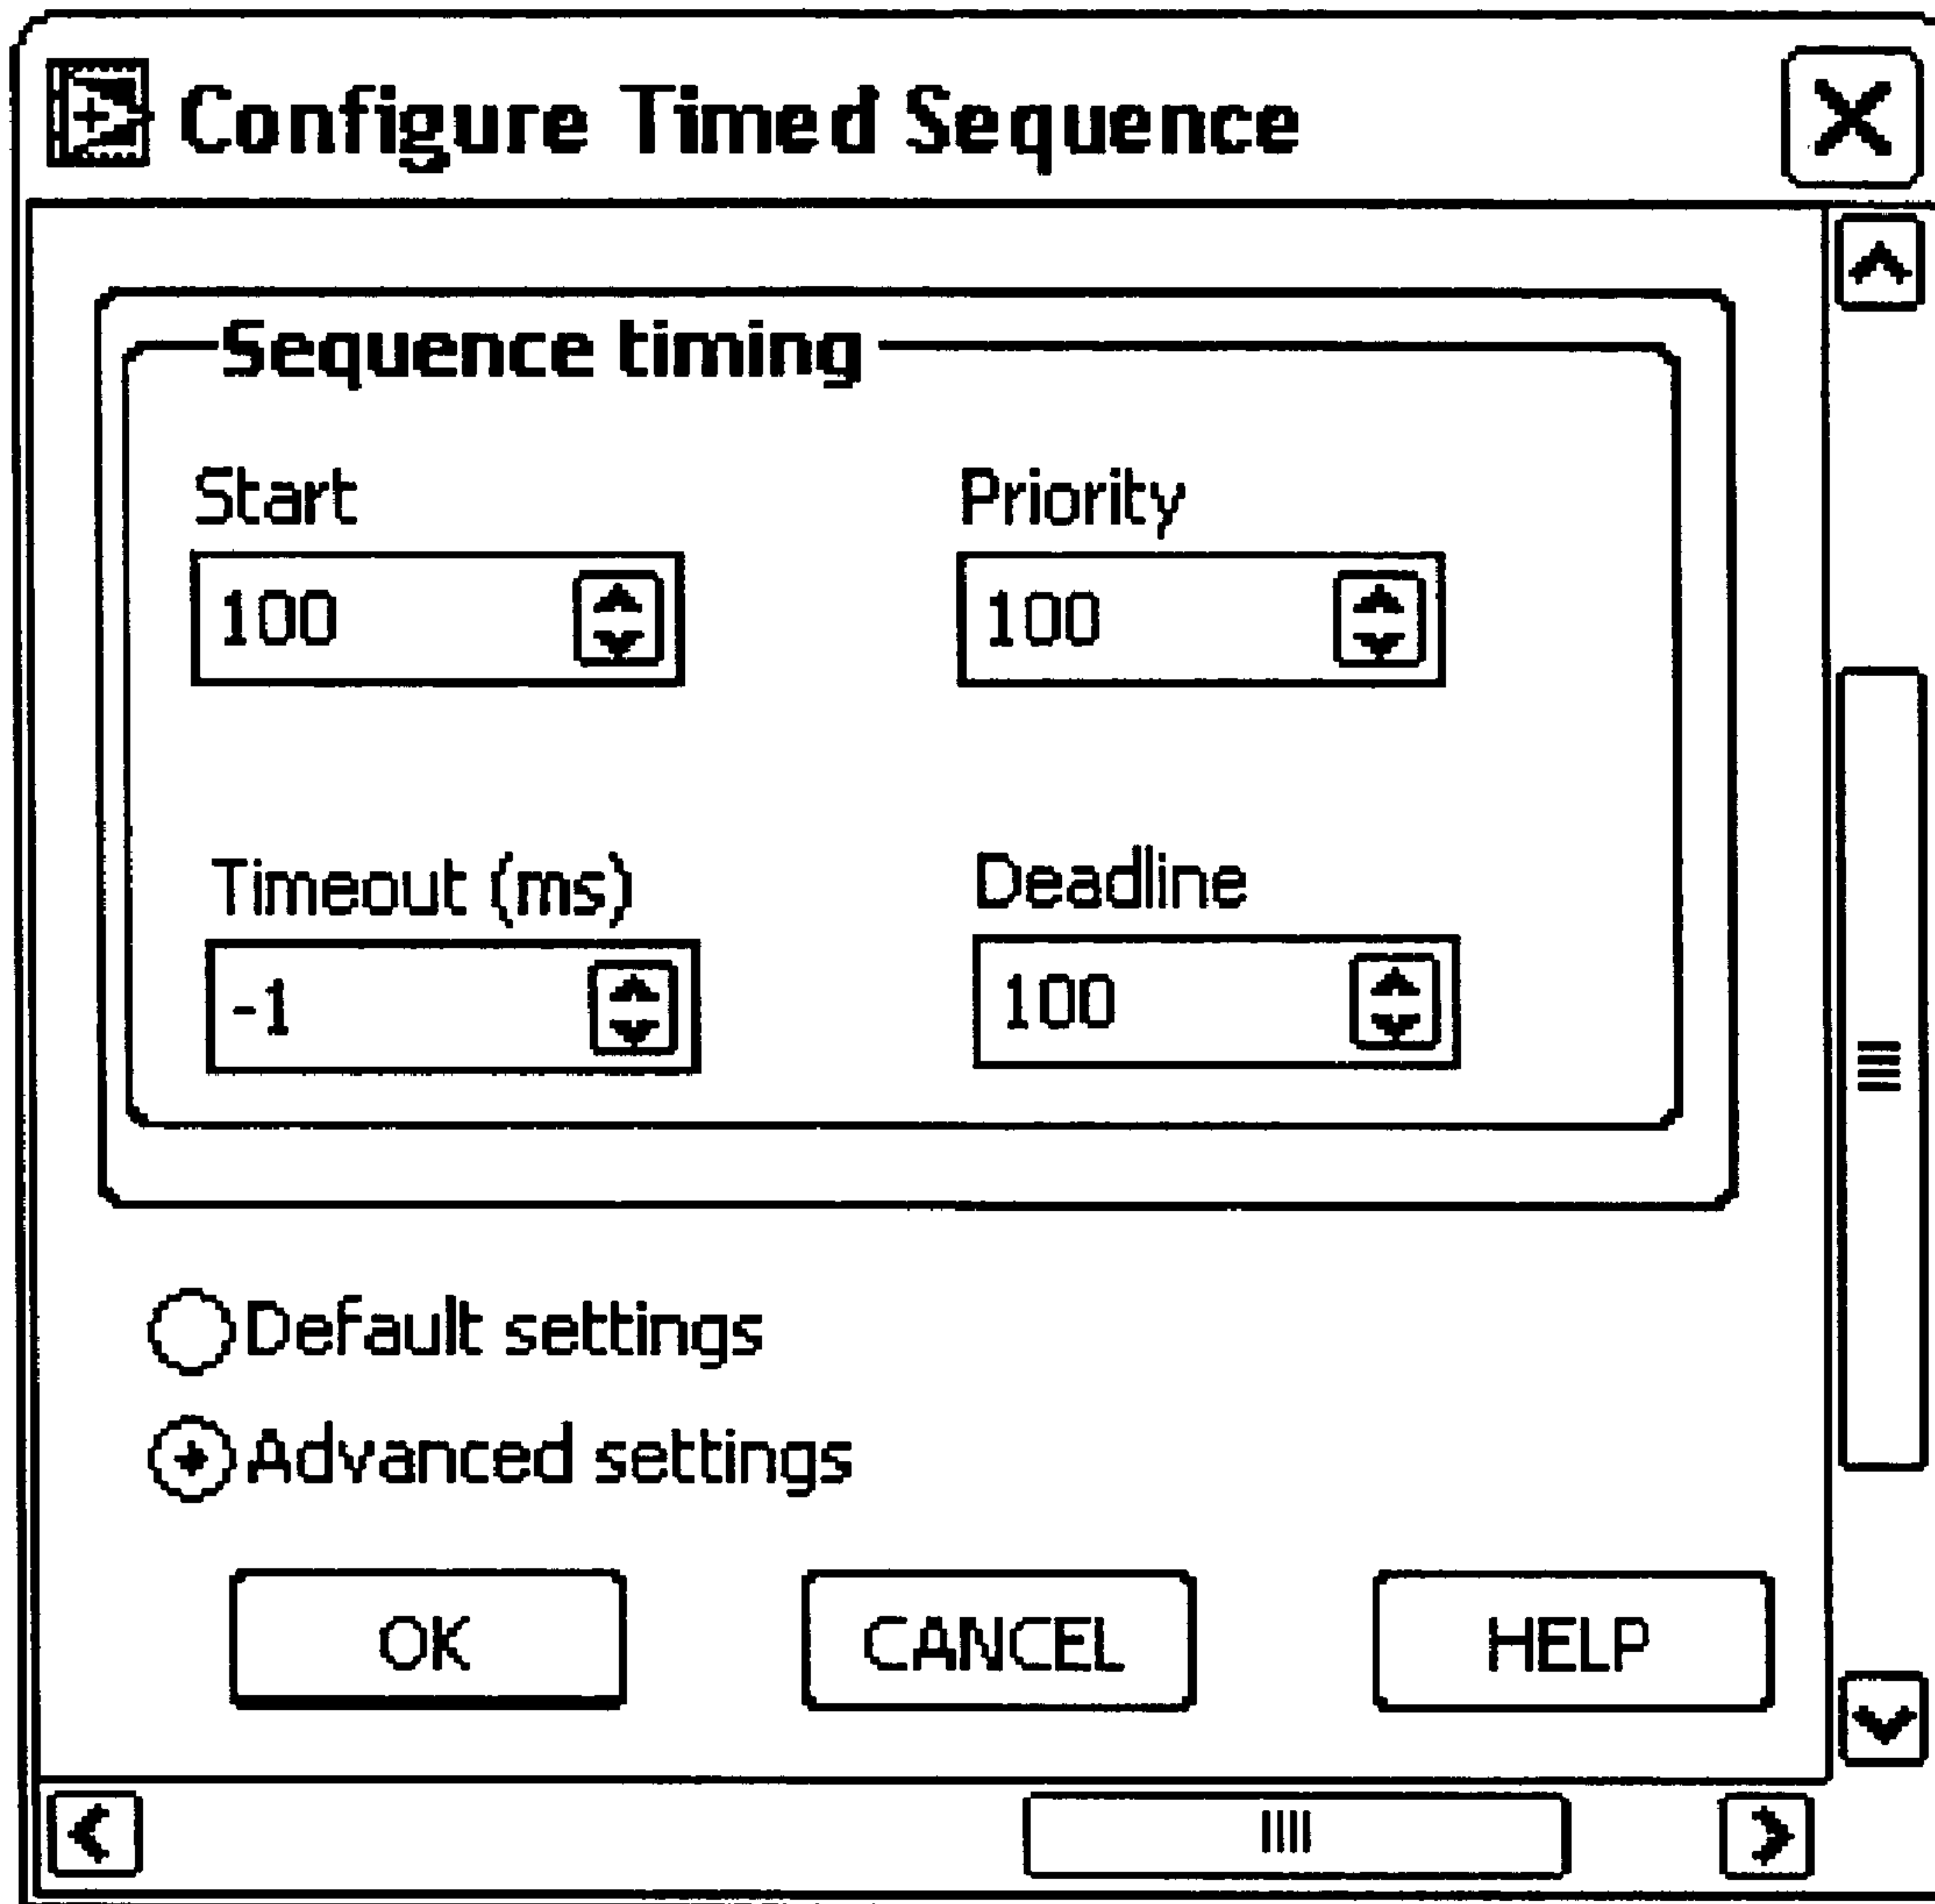 Configure Timed Sequence
Sequence timing
Start Priority
100 100
Timeout (ms) Deadline
-1 100
Default settings
Advanced settings
OK CANCEL HELP